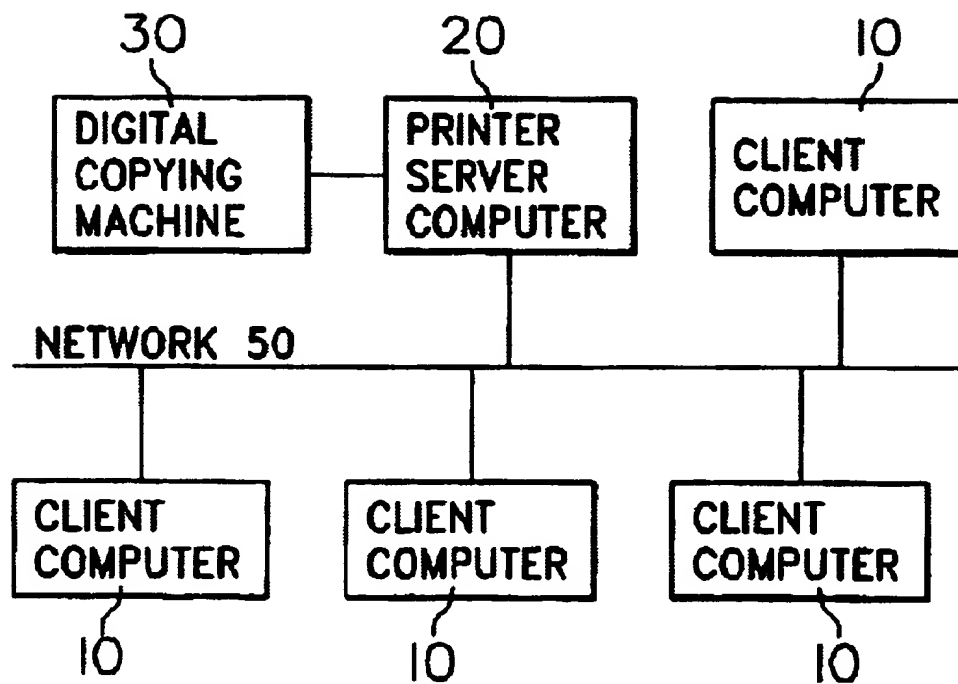 30
20
10
DIGITAL
COPYING
MACHINE
PRINTER
SERVER
COMPUTER
CLIENT
COMPUTER
NETWORK 50
CLIENT
COMPUTER
CLIENT
COMPUTER
CLIENT
COMPUTER
10
10
10